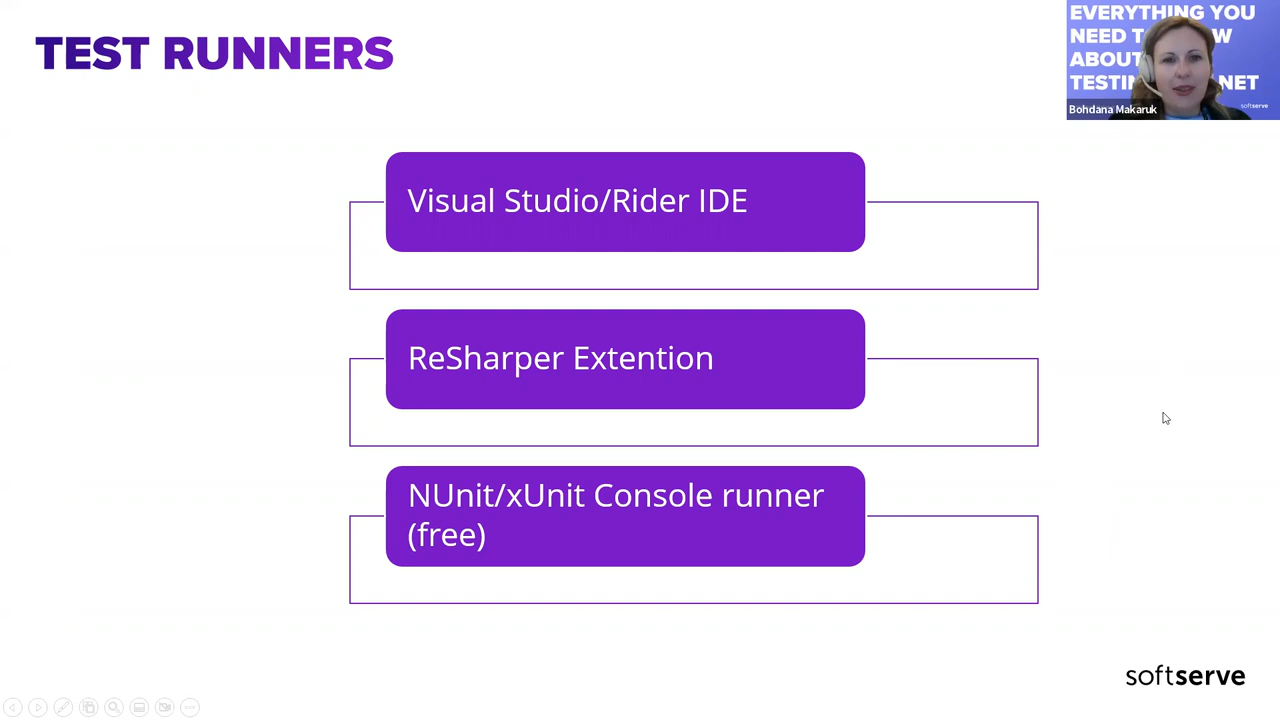 TEST RUNNERS
EVERYTHING YOU
NEED T W
ABOUT
TESTIN NET
softserve
Bohdana Makaruk
Visual Studio/Rider IDE
ReSharper Extention
NUnit/xUnit Console runner
(free)
softserve